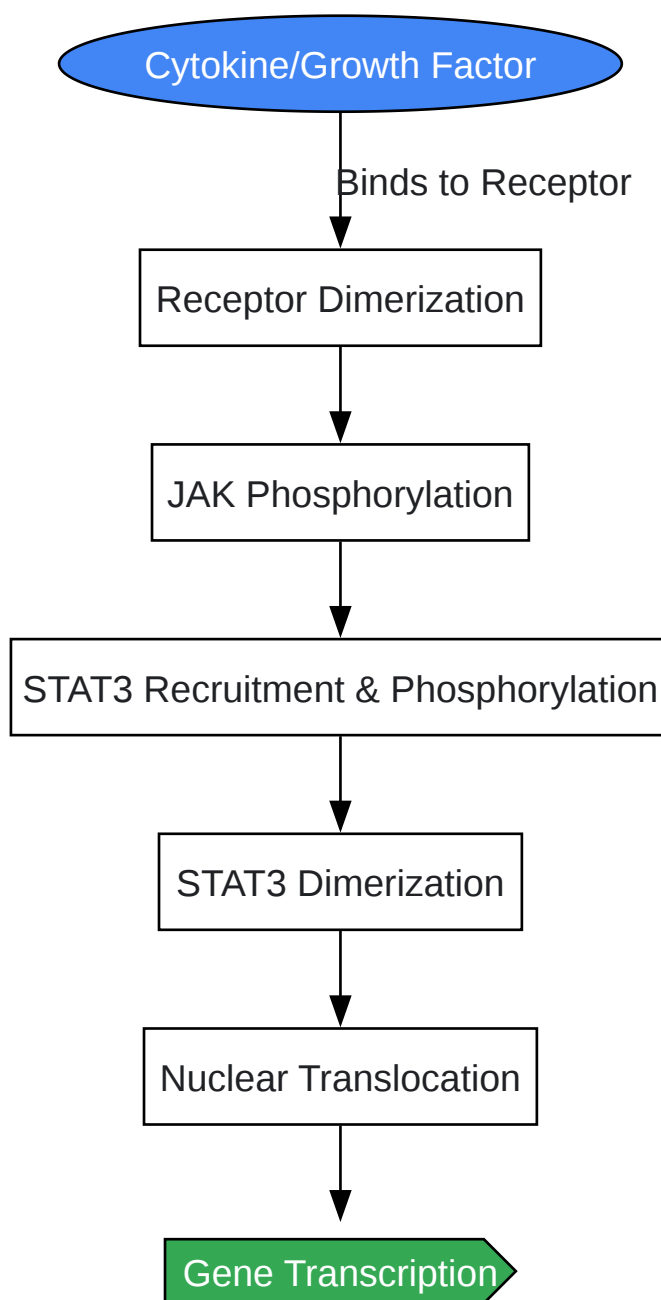 Cytokine/Growth Factor
Binds to Receptor
Receptor Dimerization
JAK Phosphorylation
STAT3 Recruitment & Phosphorylation
STAT3 Dimerization
Nuclear Translocation
Gene Transcription